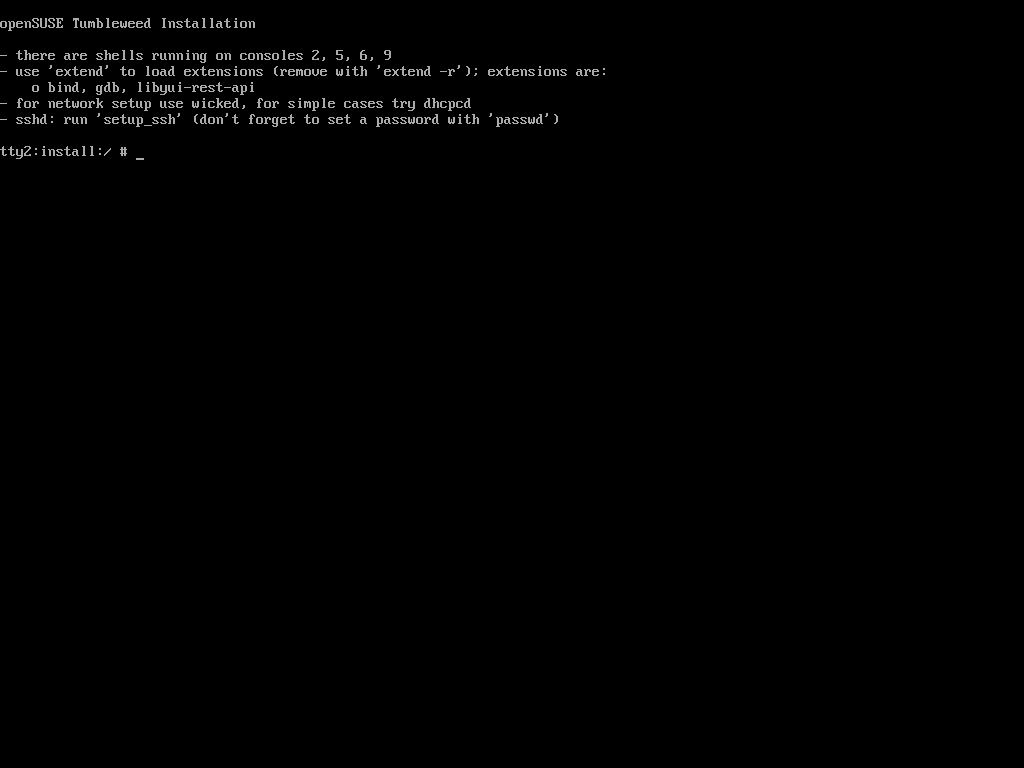 openSUSE Tumbleweed Installation
- there are shells running on consoles 2, 5, 6, 9
- use 'extend' to load extensions (remove with 'extend -r'); extensions are:
o bind, gdb, libyui-rest-api
- for network setup use wicked, for simple cases try dhcpcd
- sshd: run 'setup_ssh' (don't forget to set a password with 'passwd')
tty2:install:/ # _